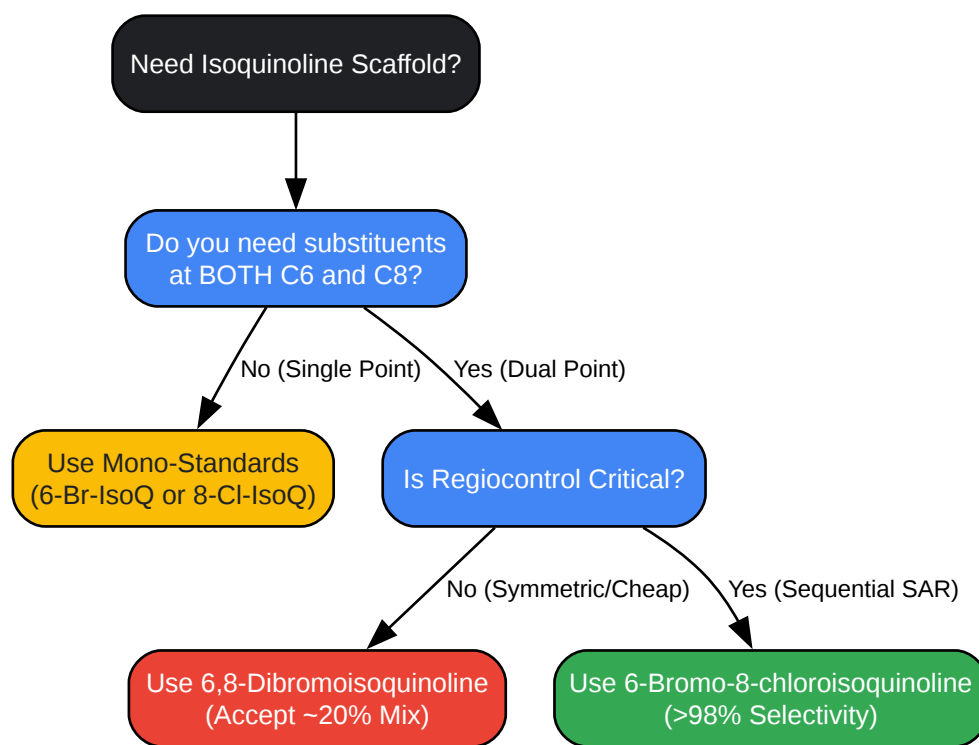 Need Isoquinoline Scaffold?
Do you need substituents
at BOTH C6 and C8?
No (Single Point)
Yes (Dual Point)
Use Mono-Standards
(6-Br-IsoQ or 8-Cl-IsoQ)
Is Regiocontrol Critical?
No (Symmetric/Cheap)
Yes (Sequential SAR)
Use 6,8-Dibromoisoquinoline
(Accept ~20% Mix)
Use 6-Bromo-8-chloroisoquinoline
(>98% Selectivity)